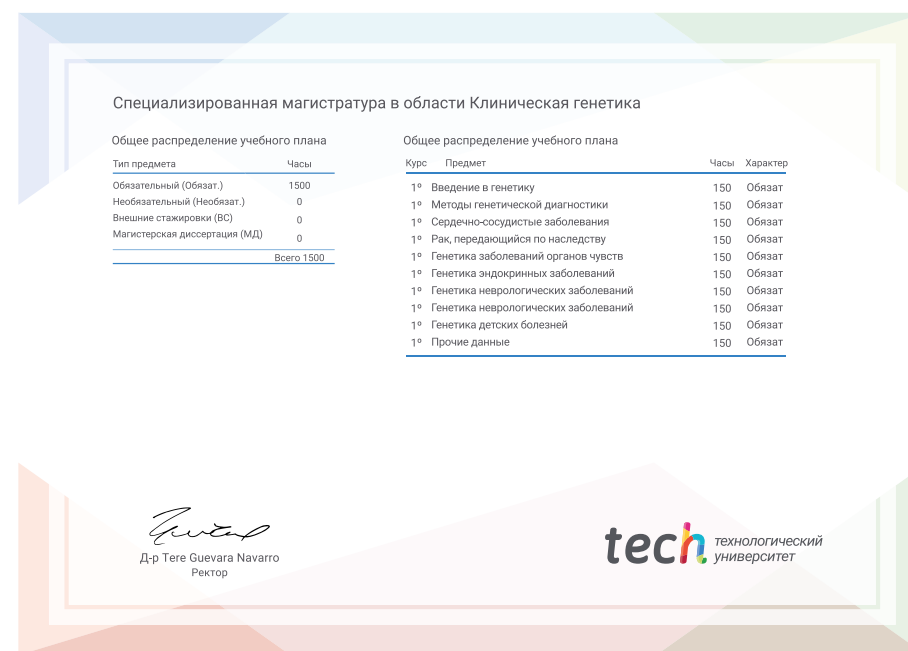 Специализированная магистратура в области Клиническая генетика
Общее распределение учебного плана
Тип предмета Часы
Обязательный (Обязат.) 1500
Необязательный (Необязат.) 0
Внешние стажировки (ВС) 0
Магистерская диссертация (МД) 0
Всего 1500
Общее распределение учебного плана
Курс Предмет Часы Характер
1º Введение в генетику 150 Обязат
1º Методы генетической диагностики 150 Обязат
1º Сердечно-сосудистые заболевания 150 Обязат
1º Рак, передающийся по наследству 150 Обязат
1º Генетика заболеваний органов чувств 150 Обязат
1º Генетика эндокринных заболеваний 150 Обязат
1º Генетика неврологических заболеваний 150 Обязат
1º Генетика неврологических заболеваний 150 Обязат
1º Генетика детских болезней 150 Обязат
1º Прочие данные 150 Обязат
Д-р Tere Guevara Navarro
Ректор
tech технологический
университет